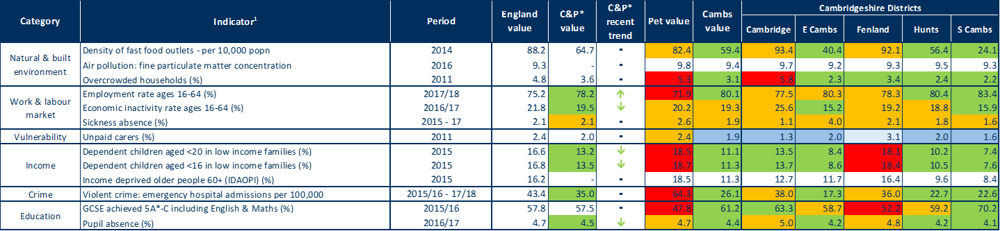 Category Indicator¹ Period England value C&P* value C&P* recent trend Pet value Cambs value Cambridgeshire Districts
Cambridge E Cambs Fenland Hunts S Cambs
Natural & built environment
Density of fast food outlets - per 10,000 popn 2014 88.2 64.7 - 82.4 59.4 93.4 40.4 92.1 56.4 24.1
Air pollution: fine particulate matter concentration 2016 9.3 - - 9.8 9.4 9.7 9.2 9.3 9.5 9.3
Overcrowded households (%) 2011 4.8 3.6 - 5.3 3.1 5.8 2.3 3.4 2.4 2.2
Work & labour market
Employment rate ages 16-64 (%) 2017/18 75.2 78.2 🡹 71.9 80.1 77.5 80.3 78.3 80.4 83.4
Economic inactivity rate ages 16-64 (%) 2016/17 21.8 19.5 🡻 20.2 19.3 25.6 15.2 19.2 18.8 15.9
Sickness absence (%) 2015 - 17 2.1 2.1 - 2.6 1.9 1.1 4.0 2.1 1.8 1.6
Vulnerability Unpaid carers (%) 2011 2.4 2.0 - 2.4 1.9 1.3 2.0 3.1 2.0 1.6
Income
Dependent children aged <20 in low income families (%) 2015 16.6 13.2 🡻 18.5 11.1 13.5 8.4 18.1 10.2 7.4
Dependent children aged <16 in low income families (%) 2015 16.8 13.5 🡻 18.7 11.3 13.7 8.6 18.4 10.5 7.6
Income deprived older people 60+ (IDAOPI) (%) 2015 16.2 - 18.5 11.3 12.7 11.7 16.4 9.6 8.4
Crime Violent crime: emergency hospital admissions per 100,000 2015/16 - 17/18 43.4 35.0 - 64.3 26.1 38.0 17.3 36.0 22.7 22.6
Education
GCSE achieved 5A*-C including English & Maths (%) 2015/16 57.8 57.5 - 47.8 61.2 63.3 58.7 52.2 59.2 70.2
Pupil absence (%) 2016/17 4.7 4.5 🡻 4.7 4.4 5.0 4.2 4.8 4.2 4.1